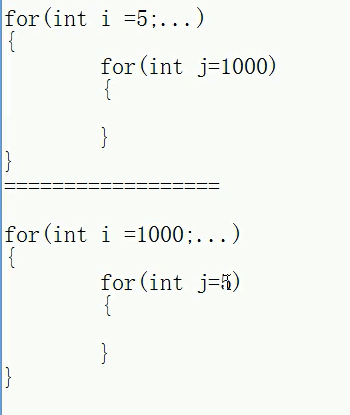 for(int i =5;...)
{
for(int j=1000)
{
}
}
==================
for(int i =1000;...)
{
for(int j=5)
{
}
}